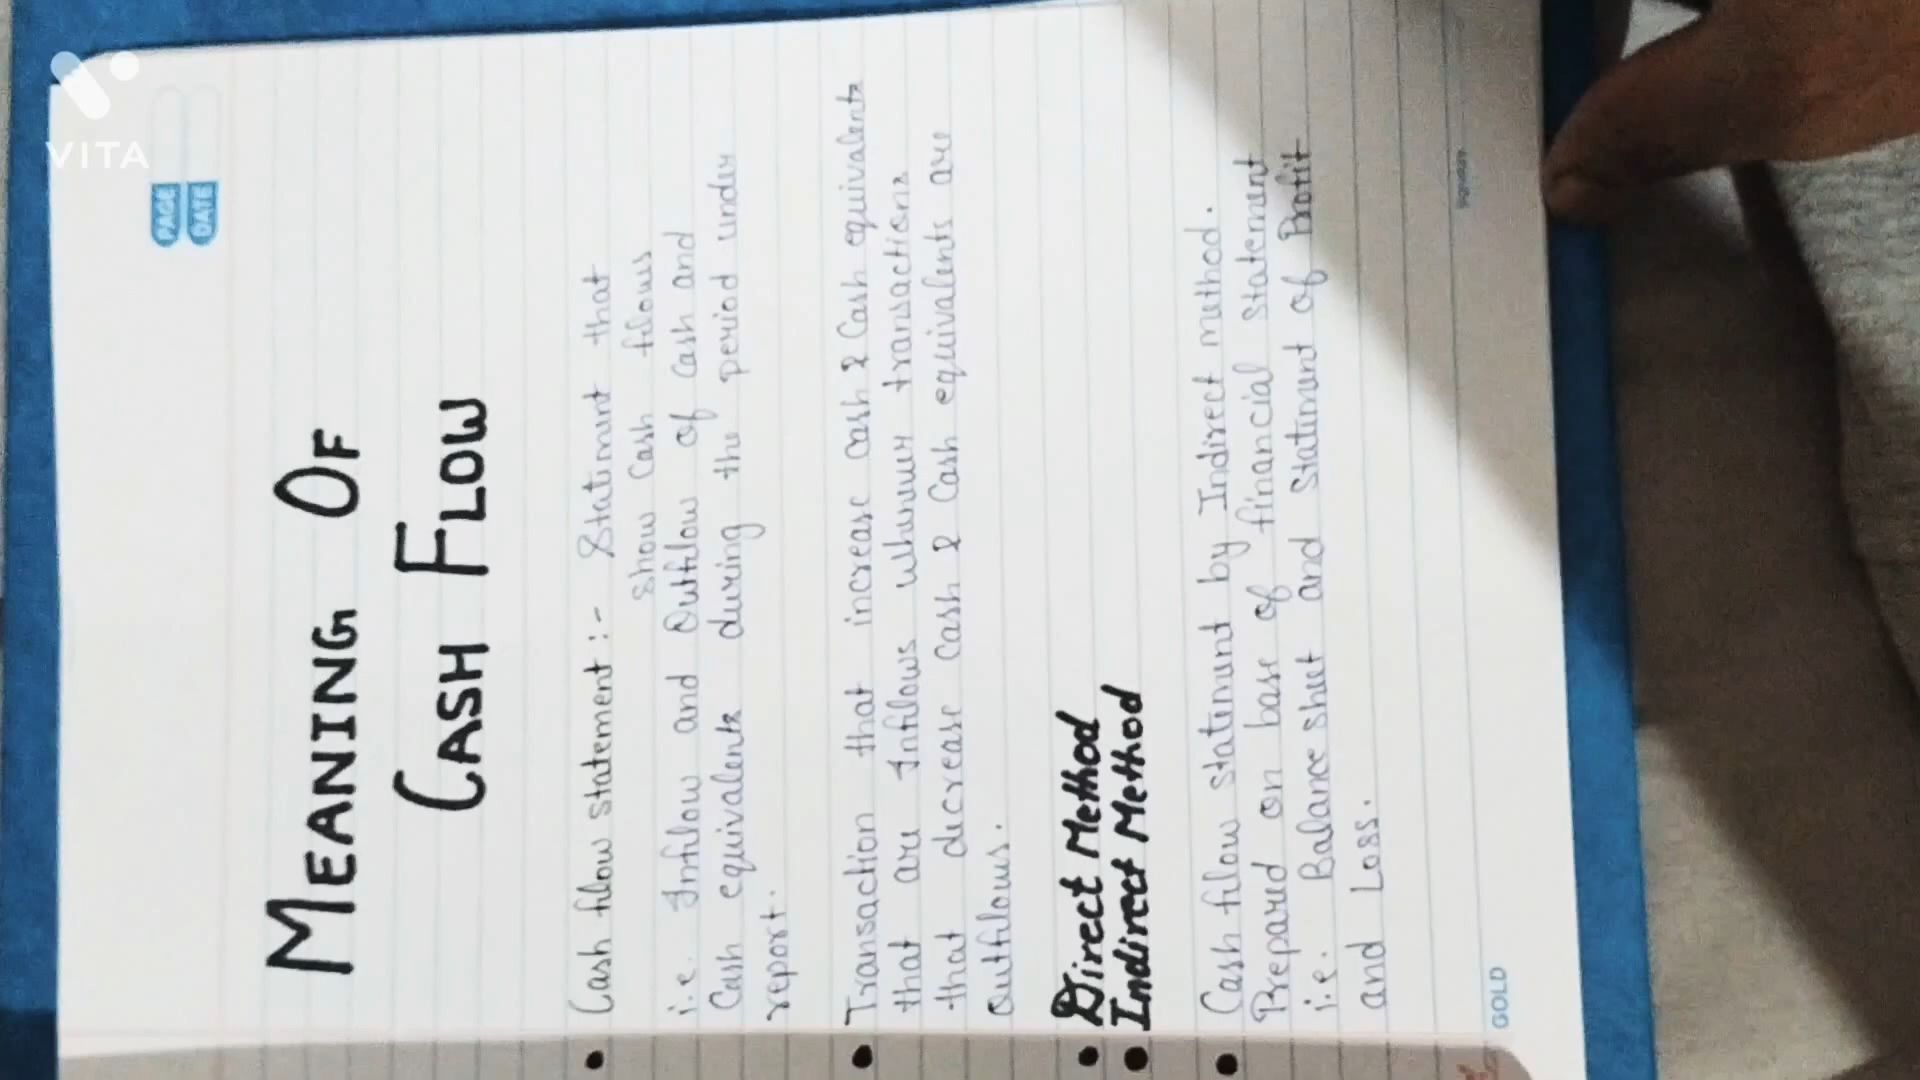 VITA
PAGE
DATE
MEANING OF
CASH FLOW
• Cash flow statement :- Statement that
show cash flows
i.e. Inflow and Outflow of cash and
Cash equivalents during the period under
report.
• Transaction that increase cash & Cash equivalents
that are Inflows whenever transactions
that decrease cash & Cash equivalents are
outflows.
• Direct Method
• Indirect Method
• Cash flow statement by Indirect method.
Prepared on base of financial statement
i.e. Balance sheet and statement of Profit
and Loss.
GOLD